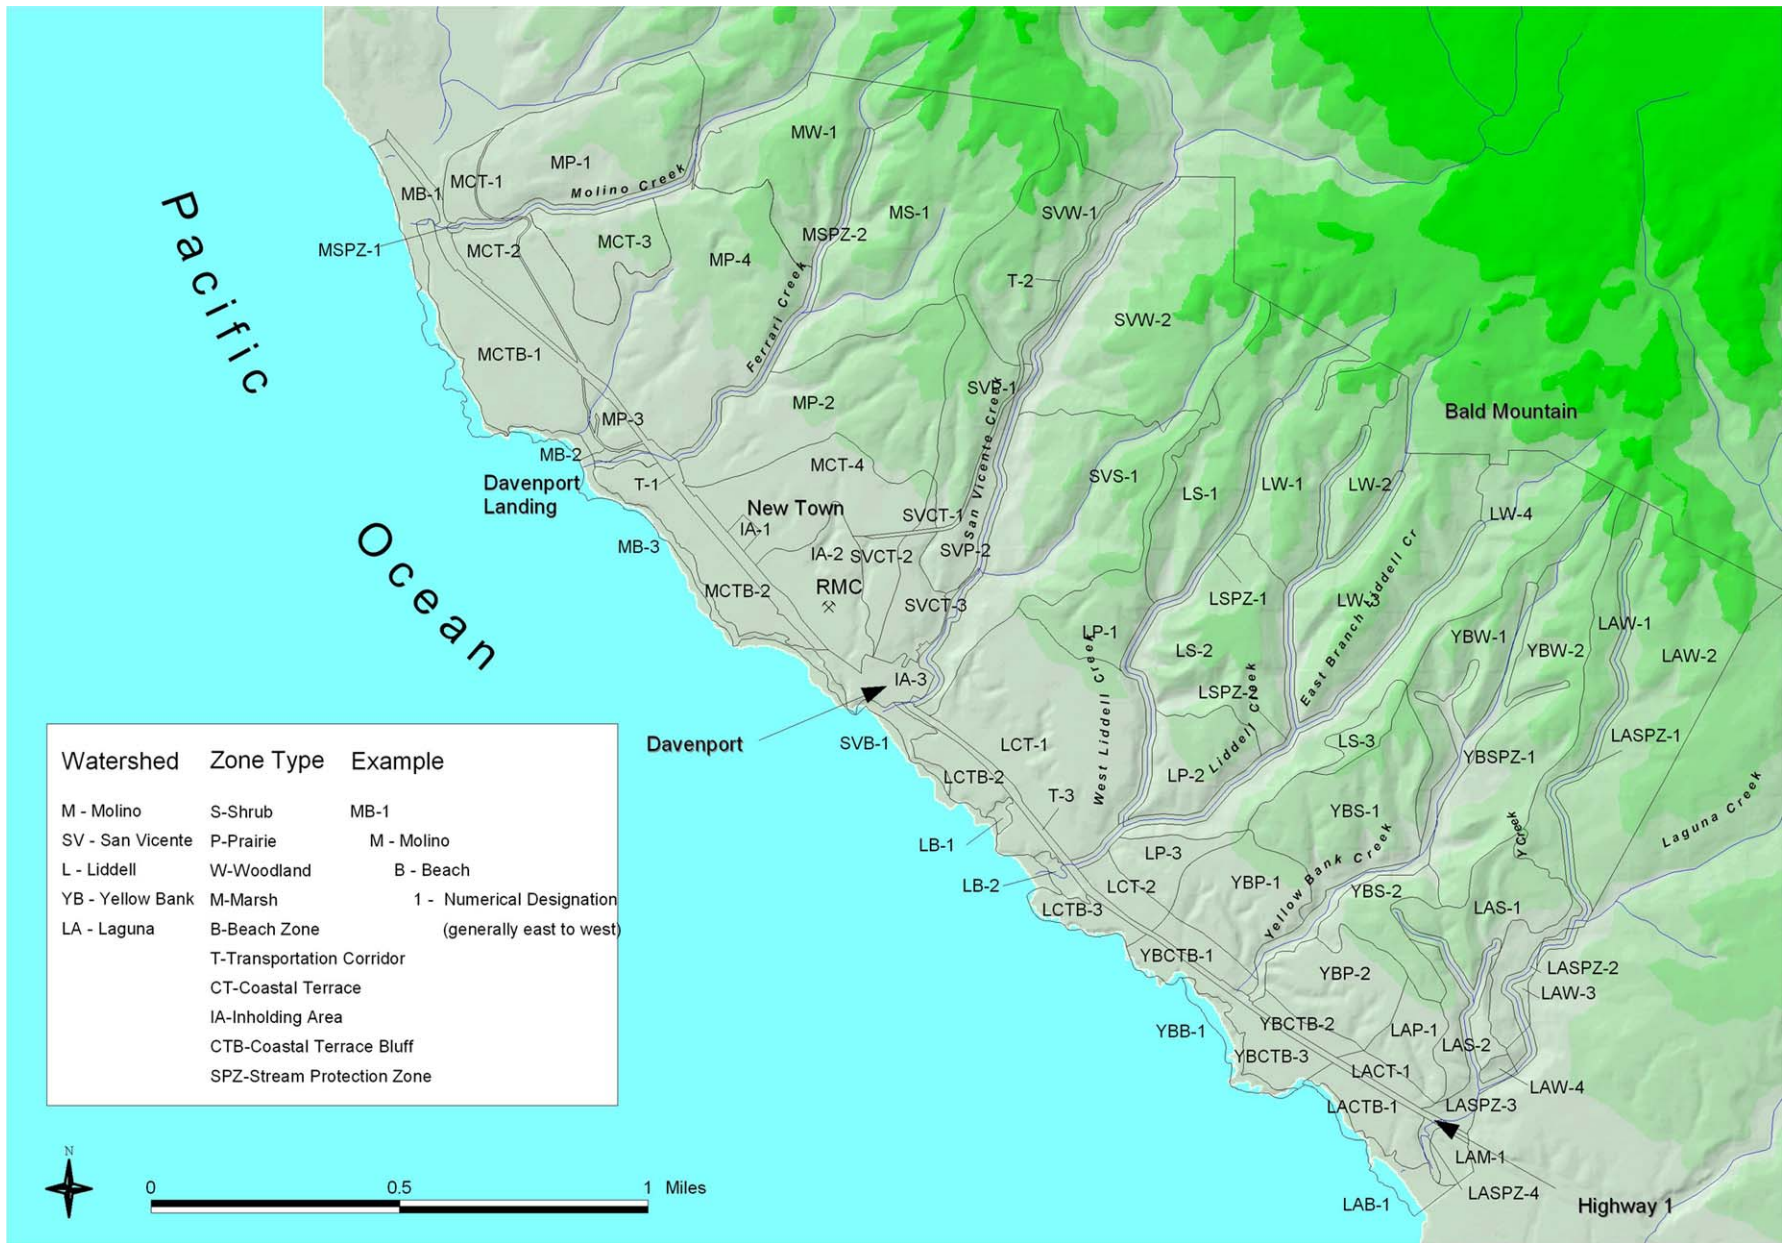 MW-1
MP-1
MCT-1
MB-1
Molino Creek
MSPZ-1
MCT-2
MCT-3
MS-1
MSPZ-2
SVW-1
MP-4
T-2
Pacific
Ocean
SVW-2
MCTB-1
Ferrari Creek
SVP-1
MP-2
MP-3
Bald Mountain
MB-2
MCT-4
Davenport
Landing
T-1
San Vicente Creek
SVS-1
LS-1
LW-1
LW-2
New Town
IA-1
SVCT-1
LW-4
MB-3
IA-2
SVCT-2
SVP-2
RMC
MCTB-2
SVCT-3
LSPZ-1
LW-3
East Branch Liddell Cr
LP-1
YBW-1
YBW-2
LAW-1
LAW-2
West Liddell Creek
LS-2
IA-3
LSPZ-2
Liddell Creek
Davenport
SVB-1
LCT-1
LS-3
LASPZ-1
YBSPZ-1
LCTB-2
LP-2
T-3
YBS-1
Y Creek
Laguna Creek
LB-1
LP-3
Yellow Bank Creek
LB-2
LCT-2
YBP-1
YBS-2
LCTB-3
LAS-1
YBCTB-1
YBP-2
LASPZ-2
LAW-3
YBB-1
YBCTB-2
LAP-1
LAS-2
YBCTB-3
LACT-1
LAW-4
LACTB-1
LASPZ-3
LAM-1
LASPZ-4
LAB-1
Highway 1
Watershed Zone Type Example
M - Molino S-Shrub MB-1
SV - San Vicente P-Prairie M - Molino
L - Liddell W-Woodland B - Beach
YB - Yellow Bank M-Marsh 1 - Numerical Designation
LA - Laguna B-Beach Zone (generally east to west)
T-Transportation Corridor
CT-Coastal Terrace
IA-Inholding Area
CTB-Coastal Terrace Bluff
SPZ-Stream Protection Zone
N
0 0.5 1 Miles